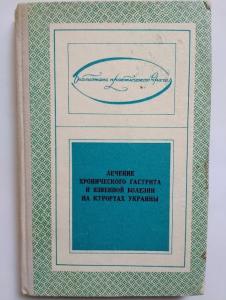 Библиотека практического врача
ЛЕЧЕНИЕ
ХРОНИЧЕСКОГО ГАСТРИТА
И ЯЗВЕННОЙ БОЛЕЗНИ
НА КУРОРТАХ УКРАИНЫ